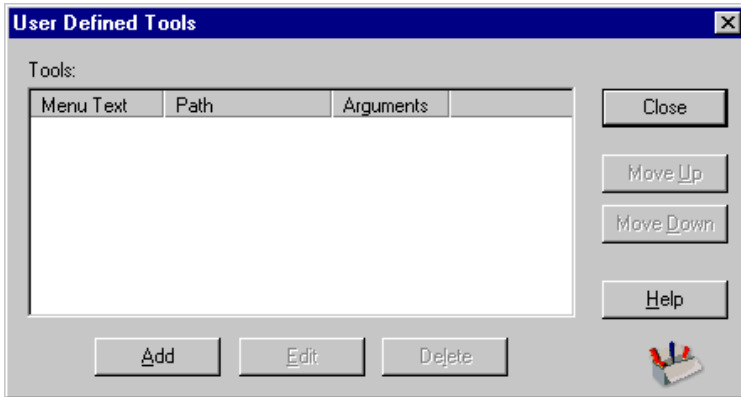 User Defined Tools
Tools:
Menu Text Path Arguments
Close
Move Up
Move Down
Help
Add Edit Delete